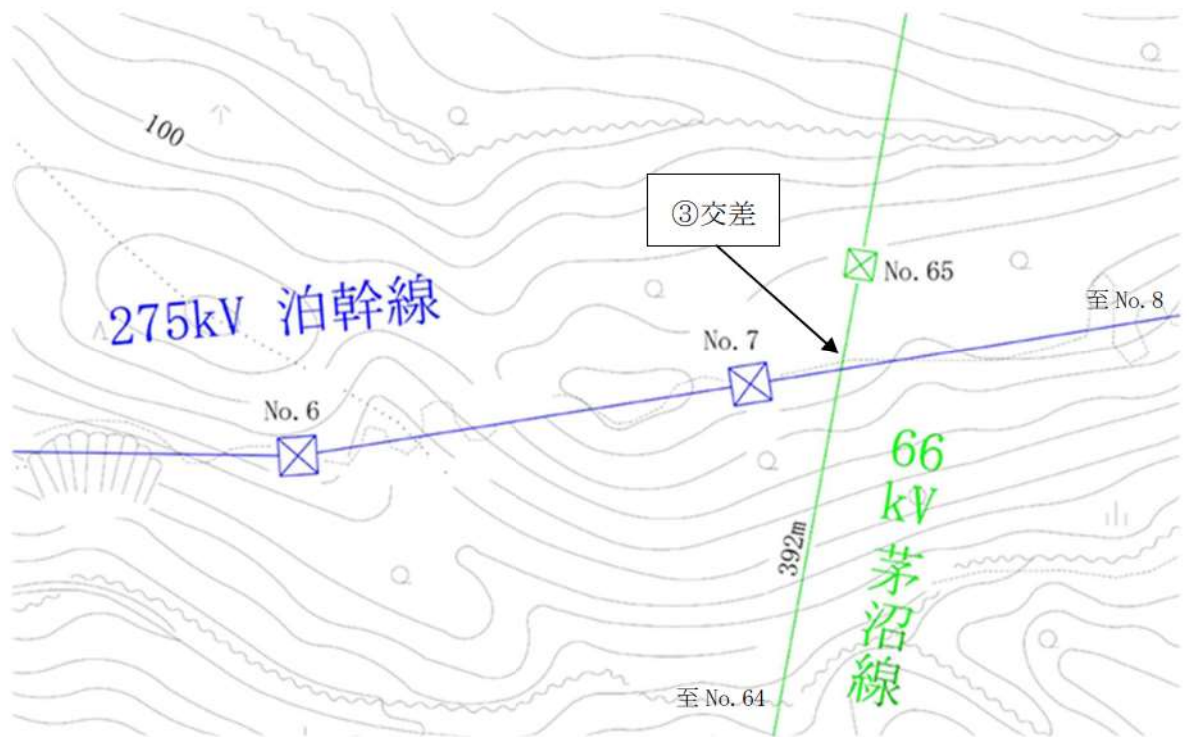 100
③交差
No. 65
至 No. 8
275kV 泊幹線
No. 7
No. 6
66
kV
茅
沼
線
392m
至 No. 64